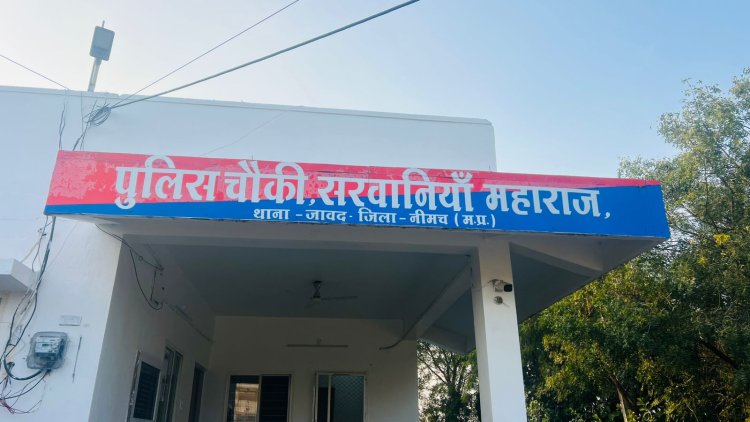 पुलिस चौकी, सरवानियाँ महाराज,
थाना - जावद - जिला - नीमच ( म.प्र. )